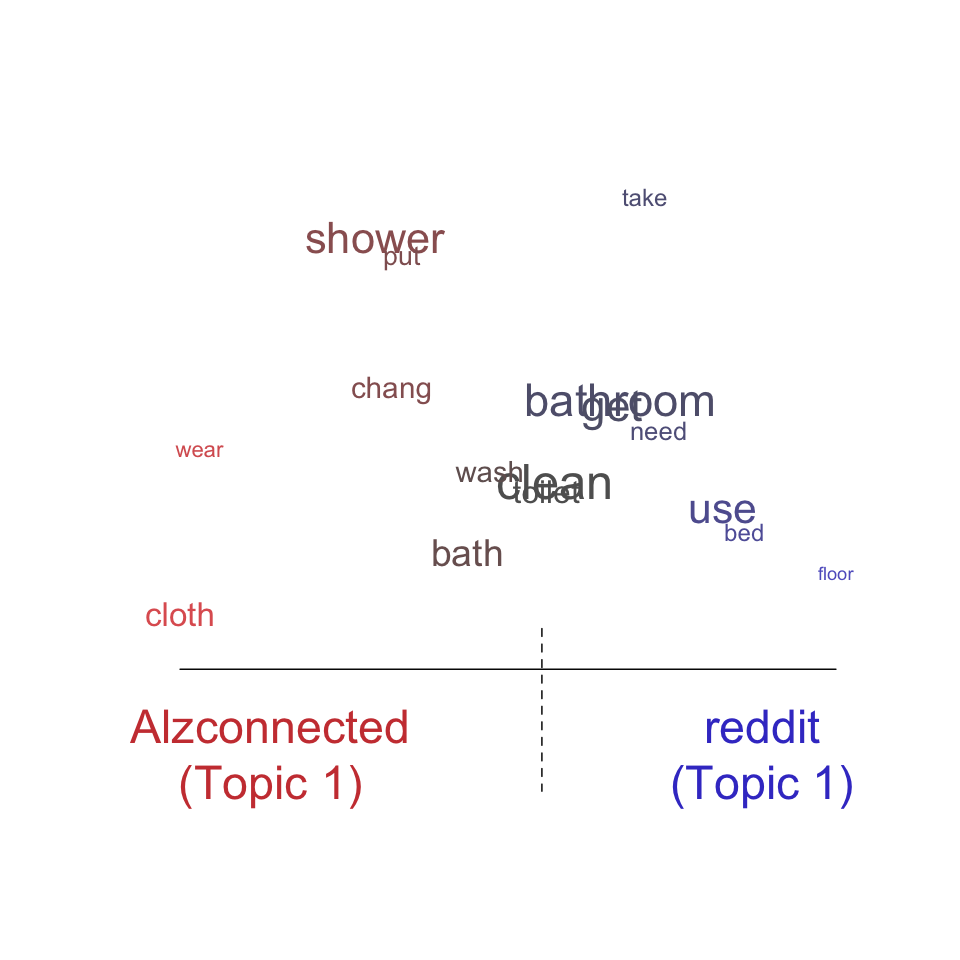 take
shower
put
chang
bathroom
get
need
wear
wash
clean
toilet
use
bed
bath
floor
cloth
Alzconnected
(Topic 1)
reddit
(Topic 1)